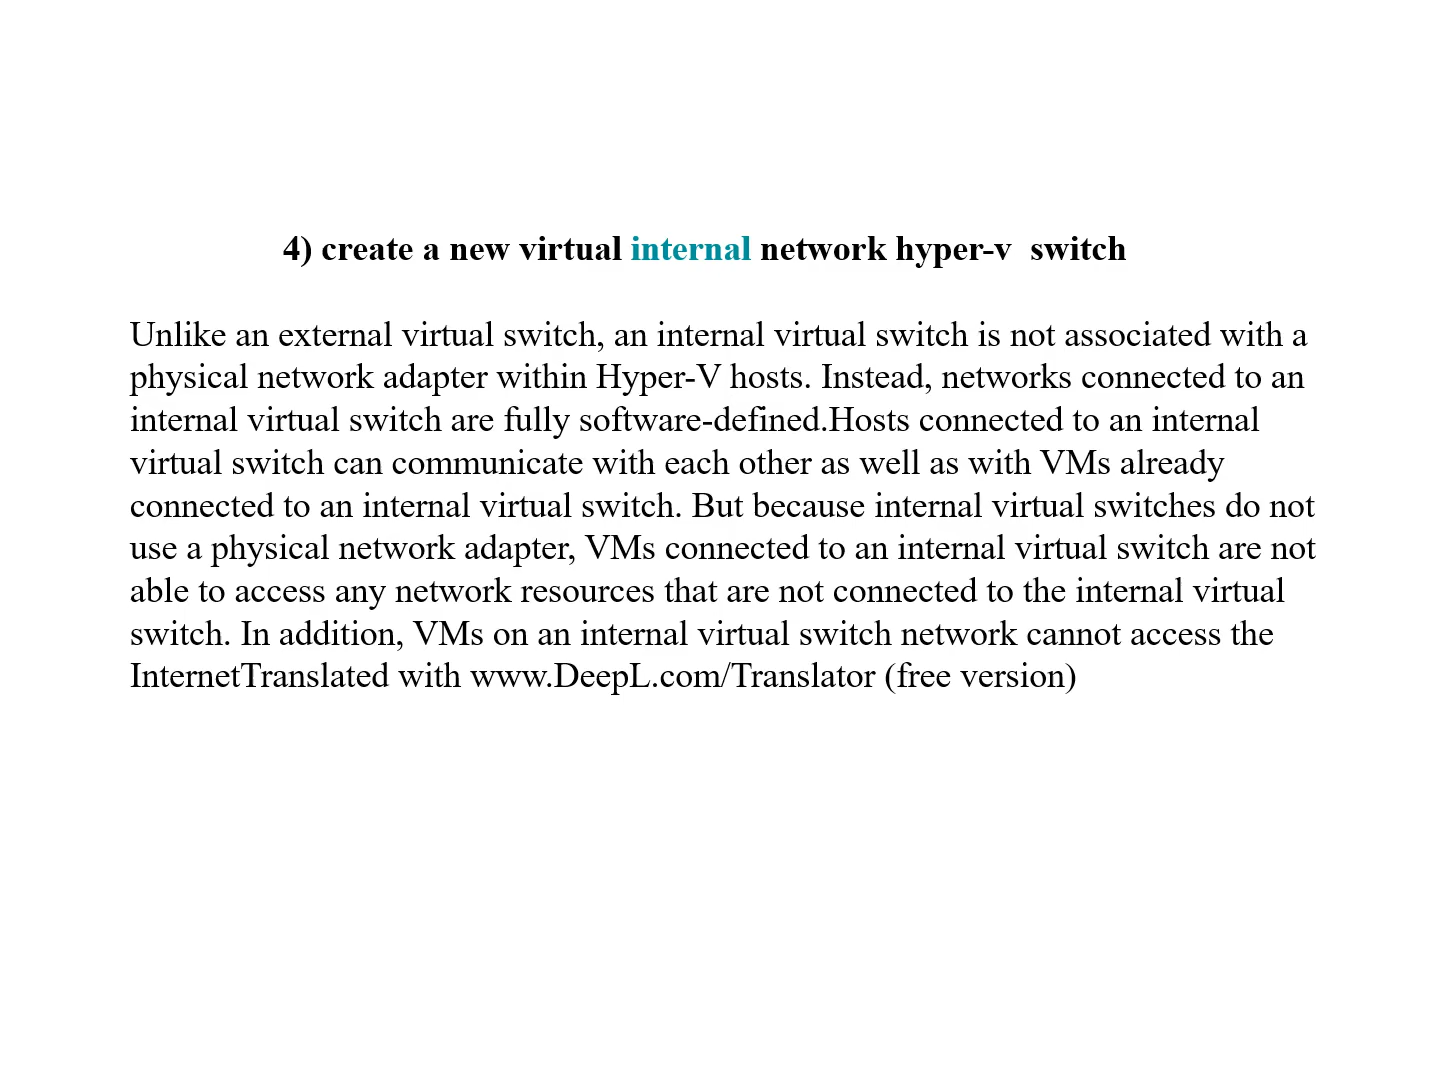 4) create a new virtual internal network hyper-v  switch
Unlike an external virtual switch, an internal virtual switch is not associated with a
physical network adapter within Hyper-V hosts. Instead, networks connected to an
internal virtual switch are fully software-defined.Hosts connected to an internal
virtual switch can communicate with each other as well as with VMs already
connected to an internal virtual switch. But because internal virtual switches do not
use a physical network adapter, VMs connected to an internal virtual switch are not
able to access any network resources that are not connected to the internal virtual
switch. In addition, VMs on an internal virtual switch network cannot access the
InternetTranslated with www.DeepL.com/Translator (free version)